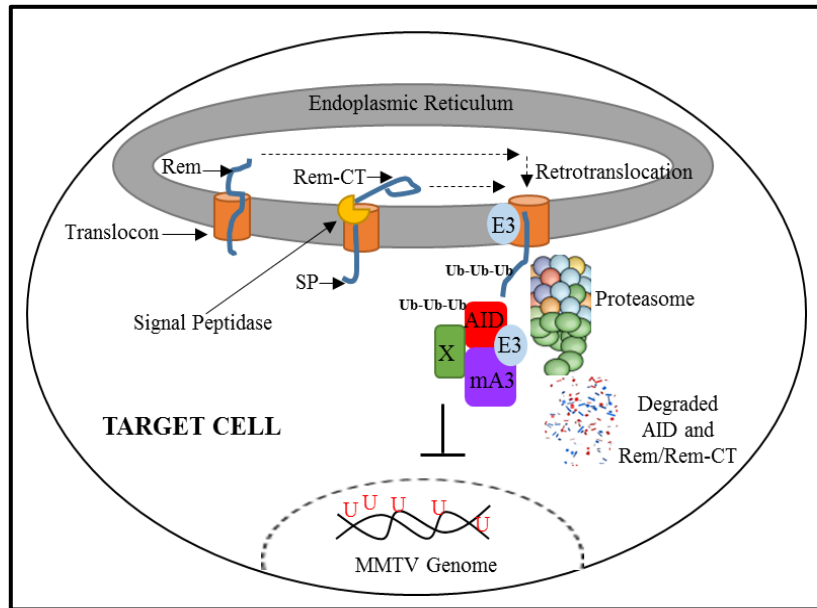 Endoplasmic Reticulum
Rem
Rem-CT
Retrotranslocation
Translocon
E3
SP
Ub-Ub-Ub
Signal Peptidase
Ub-Ub-Ub
Proteasome
AID
X
E3
mA3
TARGET CELL
Degraded
AID and
Rem/Rem-CT
U U U U U
MMTV Genome